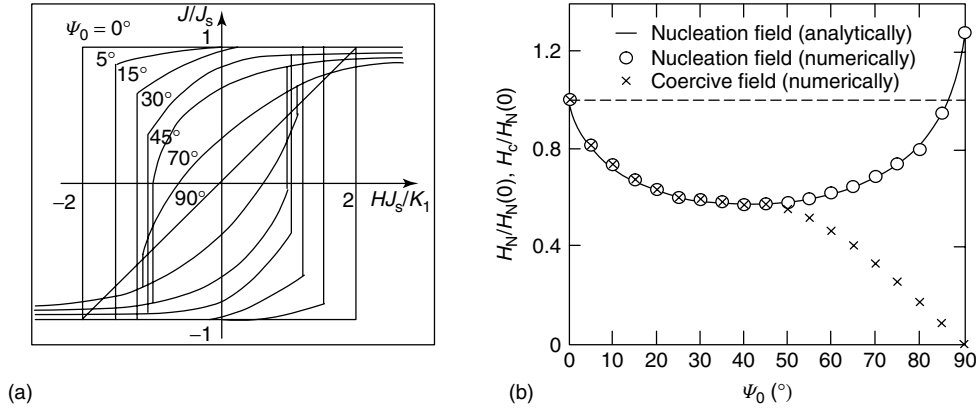 J/Js
Ψ0 = 0°
1
5°
15°
30°
45°
70°
90°
−2
2
HJs/K1
−1
(a)
HN/HN(0), Hc/HN(0)
1.2
0.8
0.4
0
Nucleation field (analytically)
Nucleation field (numerically)
Coercive field (numerically)
0 10 20 30 40 50 60 70 80 90
Ψ0 (°)
(b)